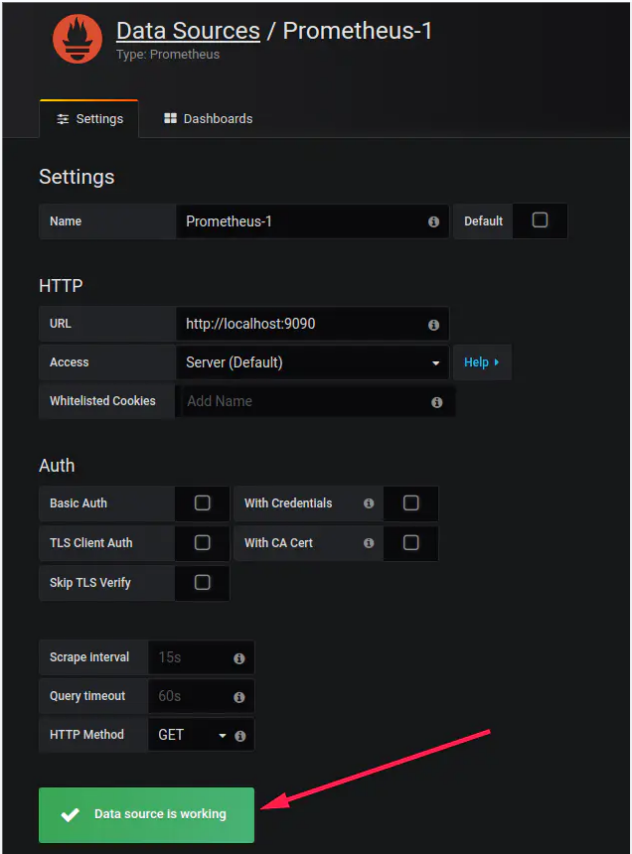 Data Sources / Prometheus-1
Type: Prometheus
Settings Dashboards
Settings
Name Prometheus-1 Default
HTTP
URL http://localhost:9090
Access Server (Default) Help
Whitelisted Cookies Add Name
Auth
Basic Auth With Credentials
TLS Client Auth With CA Cert
Skip TLS Verify
Scrape interval 15s
Query timeout 60s
HTTP Method GET
Data source is working